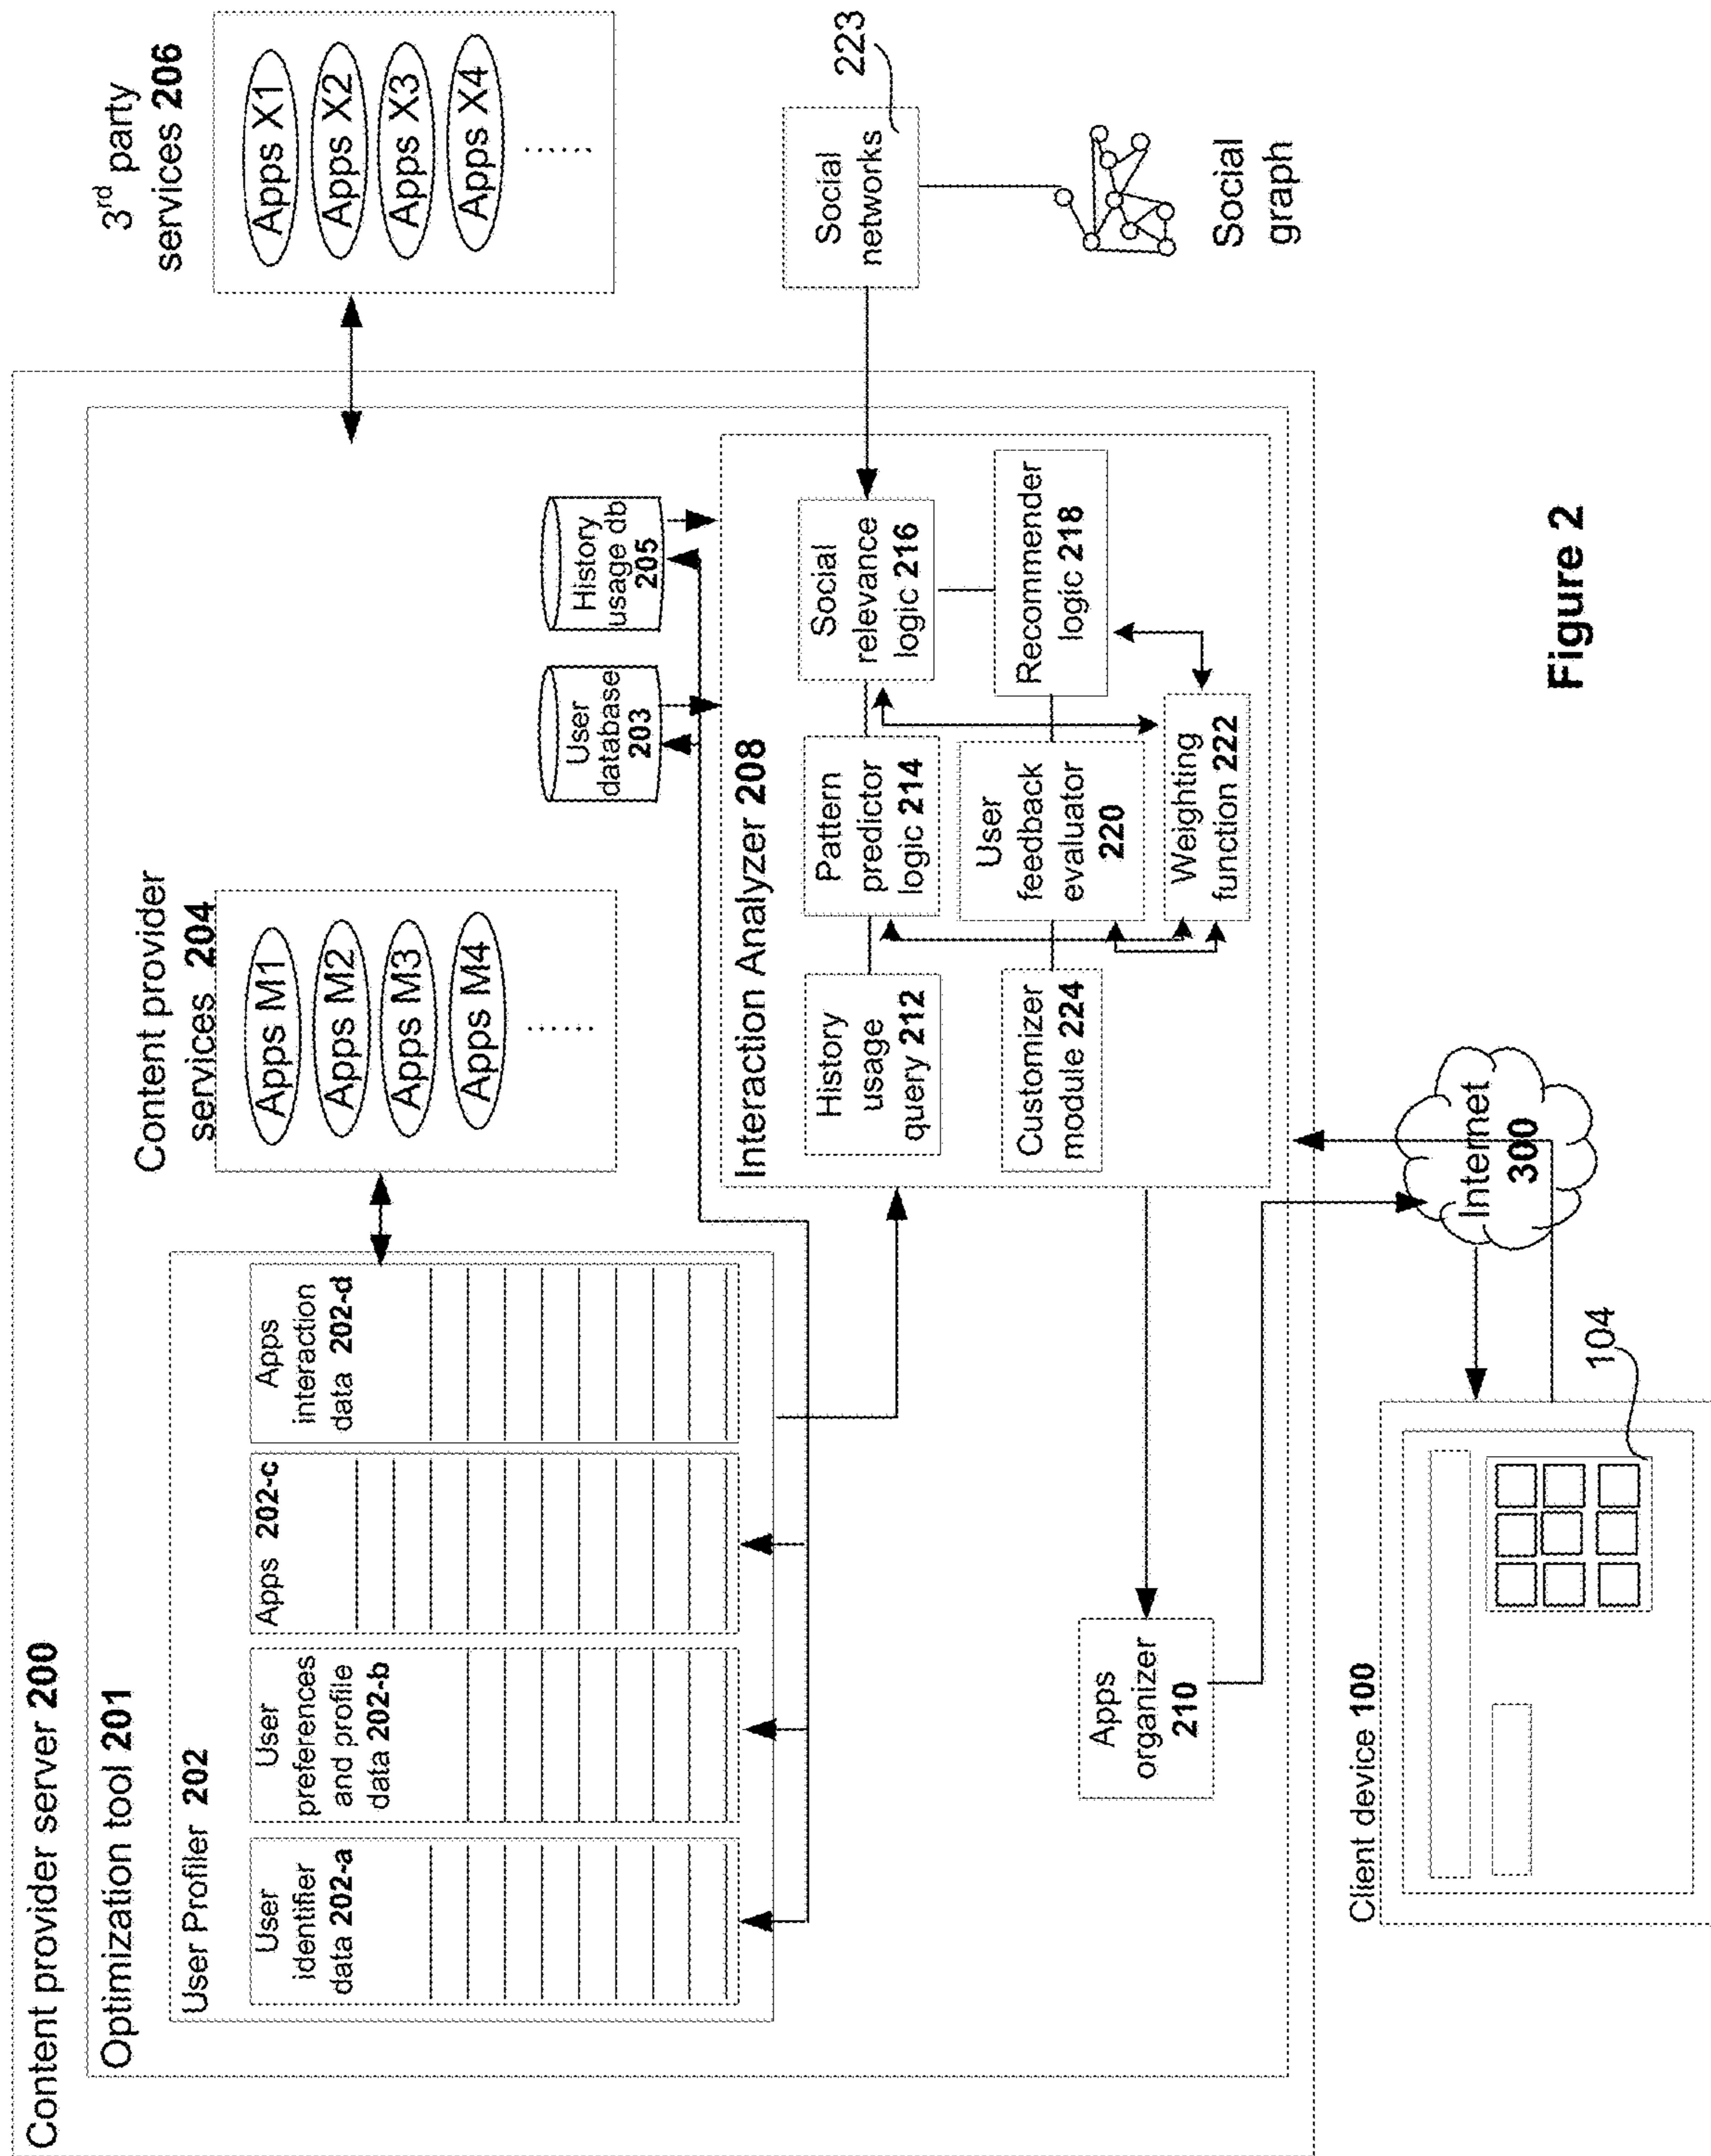 Content provider server 200
Optimization tool 201
User Profiler 202
User
identifier
data 202-a
User
preferences
and profile
data 202-b
Apps 202-c
Apps
interaction
data 202-d
Content provider
services 204
Apps M1
Apps M2
Apps M3
Apps M4
......
3rd party
services 206
Apps X1
Apps X2
Apps X3
Apps X4
......
User
database
203
History
usage db
205
Interaction Analyzer 208
History
usage
query 212
Pattern
predictor
logic 214
Social
relevance
logic 216
Customizer
module 224
User
feedback
evaluator
220
Recommender
logic 218
Weighting
function 222
Social
networks
223
Social
graph
Apps
organizer
210
Client device 100
104
Internet
300
Figure 2